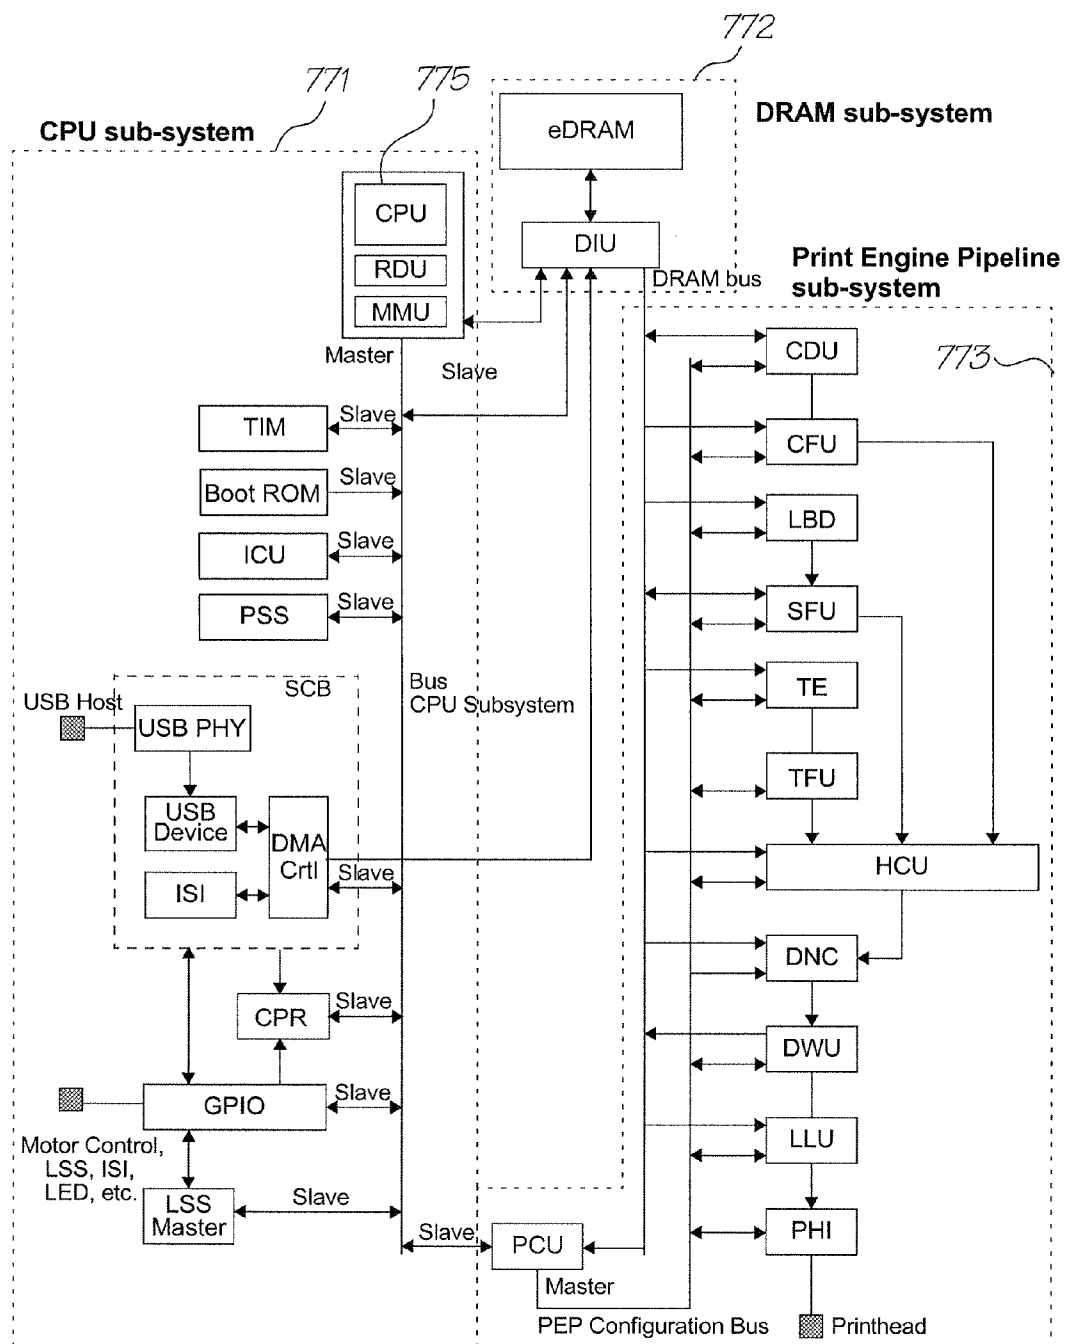 772
771
775
CPU sub-system
DRAM sub-system
eDRAM
CPU
RDU
MMU
DIU
DRAM bus
Print Engine Pipeline
sub-system
773
Master
Slave
CDU
TIM
Slave
CFU
Boot ROM
Slave
LBD
ICU
Slave
PSS
Slave
SFU
SCB
Bus
CPU Subsystem
TE
USB Host
USB PHY
TFU
USB
Device
DMA
Crtl
Slave
ISI
HCU
DNC
CPR
Slave
DWU
GPIO
Slave
Motor Control,
LSS, ISI,
LED, etc.
LLU
LSS
Master
Slave
PHI
Slave
PCU
Master
PEP Configuration Bus
Printhead